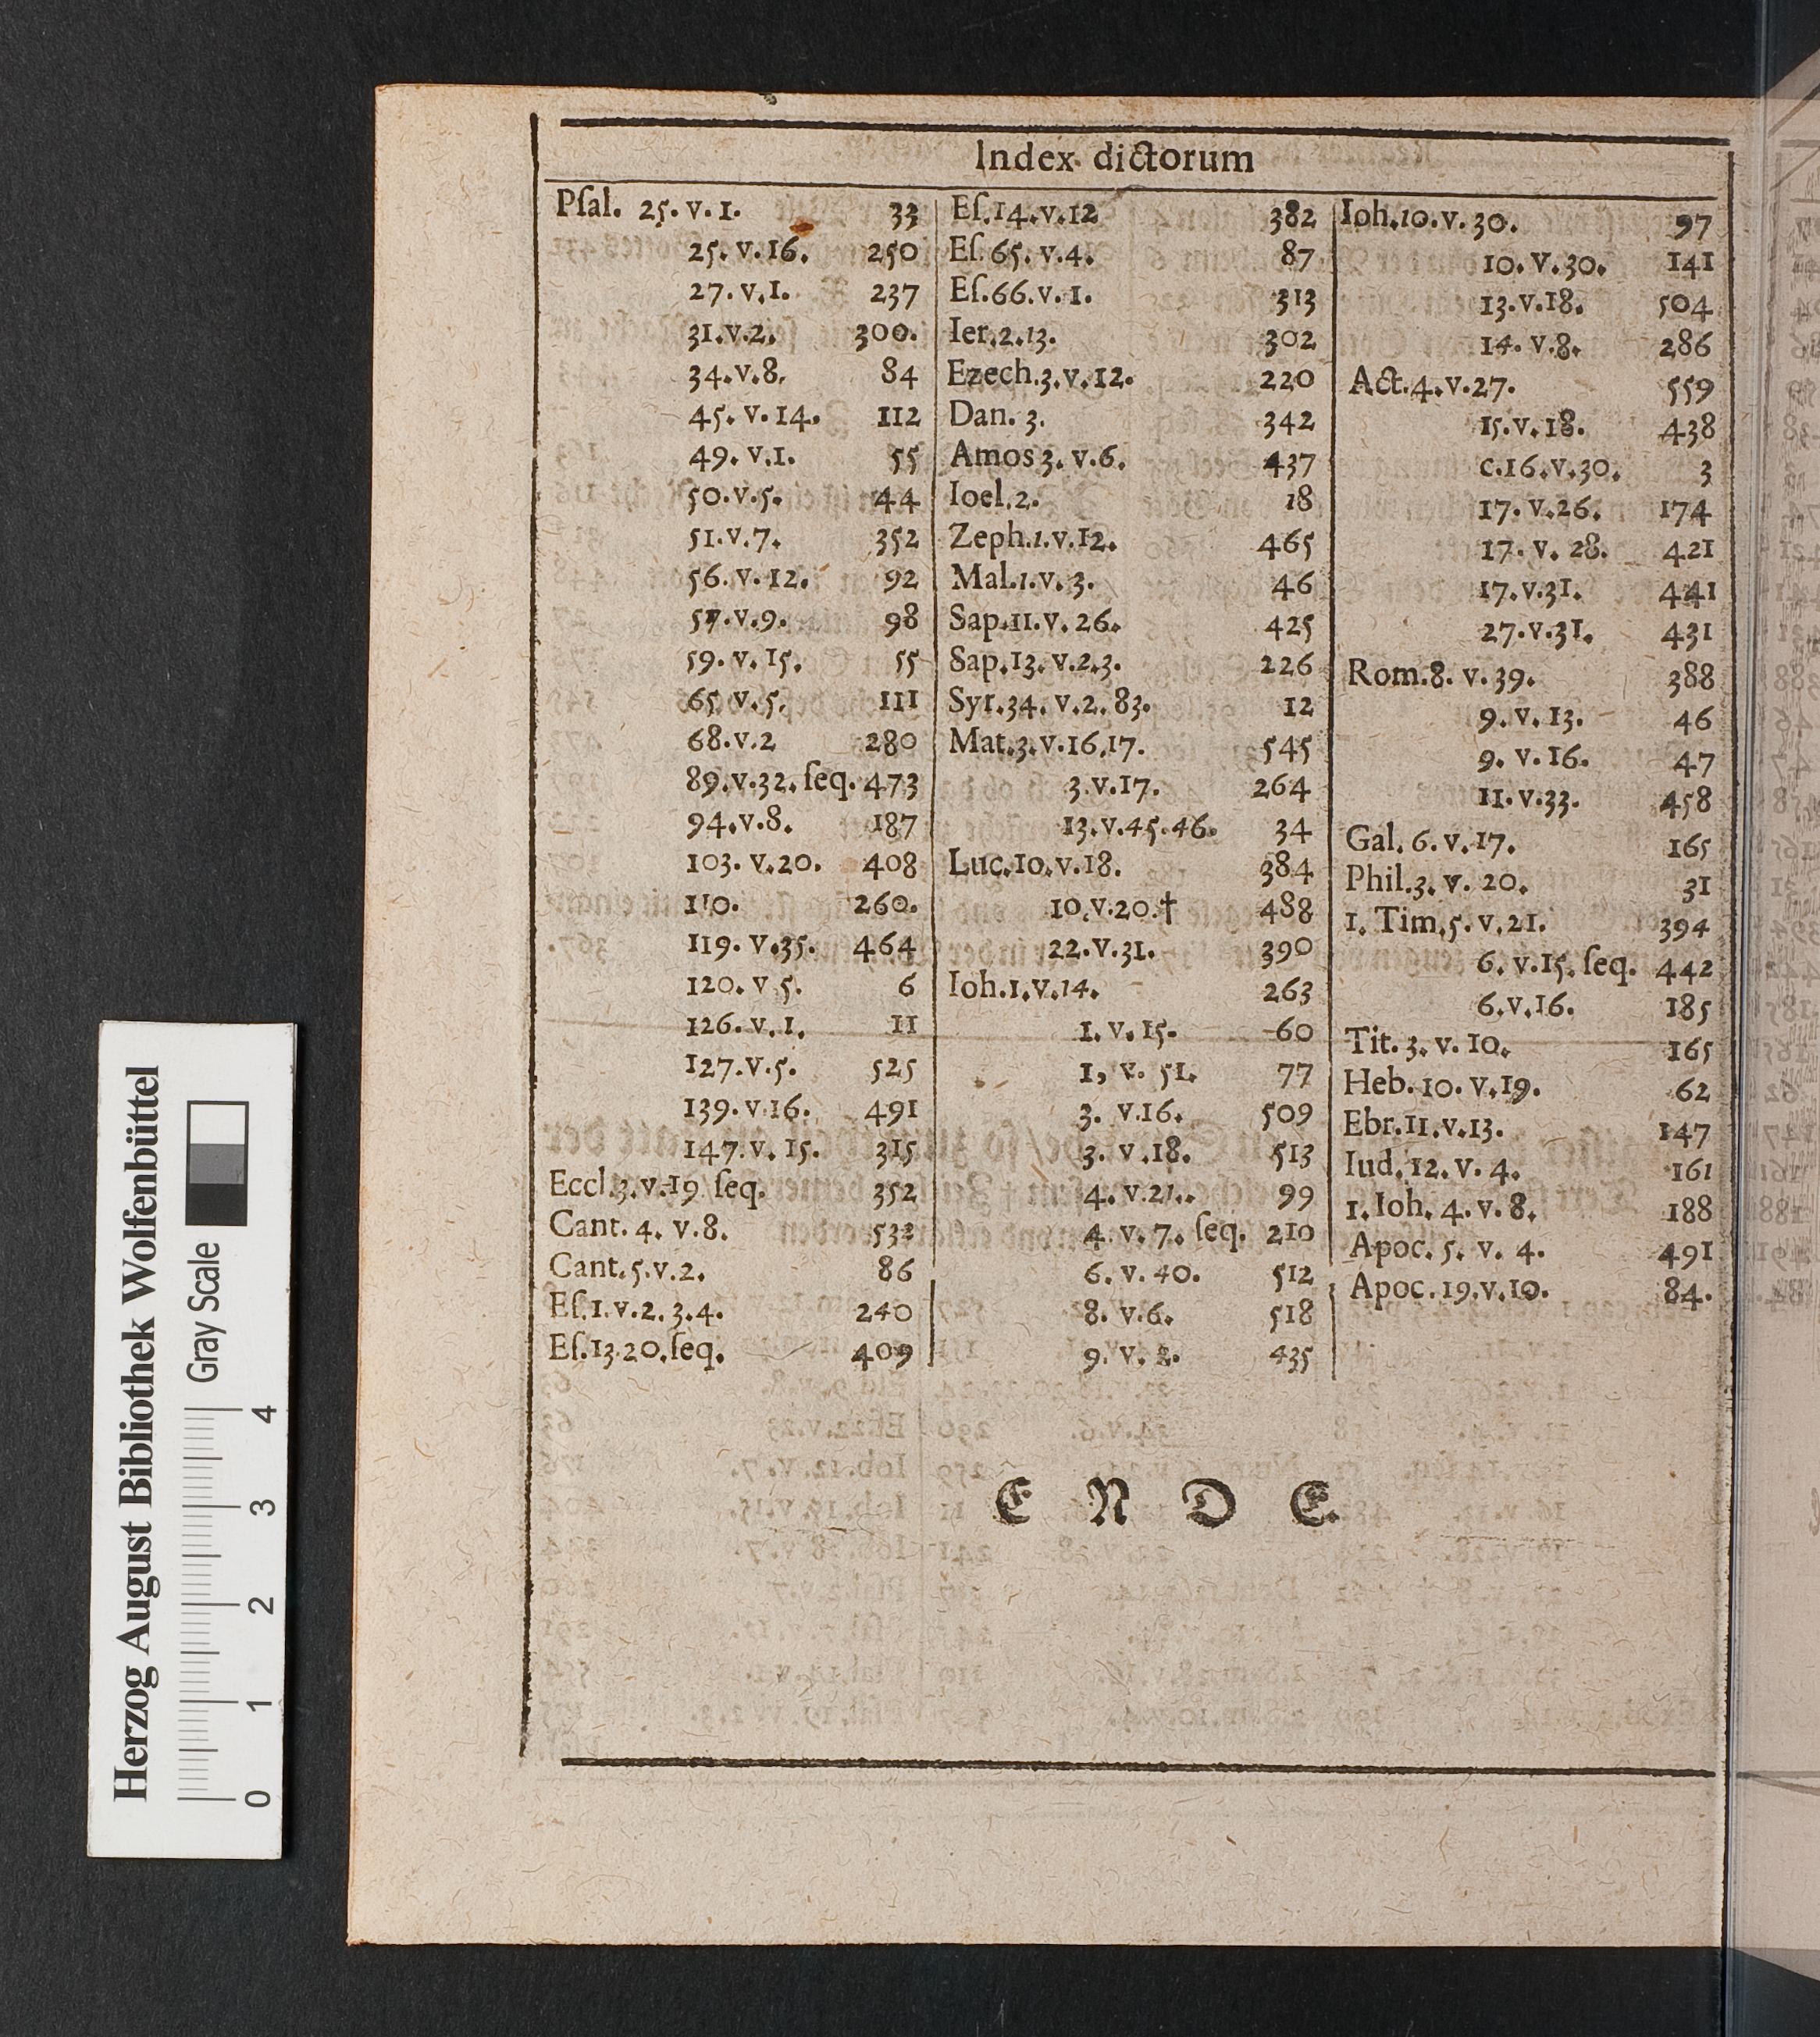 Index dictorum
Pſal. 25. v. 1. 33
25. v. 16. 250
27. v. 1. 237
31. v. 2. 300.
34. v. 8. 84
45. v. 14. 112
49. v. 1. 55
50. v. 5. 44
51. v. 7. 352
56. v. 12. 92
57. v. 9. 98
59. v. 15. 55
65. v. 5. 111
68. v. 2 280
89. v. 32. ſeq. 473
94. v. 8. 187
103. v. 20. 408
110. 260.
119. v. 35. 464
120. v 5. 6
126. v. 1. 11
127. v. 5. 525
139. v 16. 491
147. v. 15. 315
Eccl. 3. v. 19 ſeq. 352
Cant. 4. v. 8. 532
Cant. 5. v. 2. 86
Eſ. 1. v. 2. 3. 4. 240
Eſ. 13 20. ſeq. 409
Eſ. 14. v. 12 382
Eſ. 65. v. 4. 87
Eſ. 66. v. 1. 313
Ier. 2. 13. 302
Ezech. 3. v. 12. 220
Dan. 3. 342
Amos 3. v. 6. 437
Ioel. 2. 18
Zeph. 1. v. 12. 465
Mal. 1. v. 3. 46
Sap. 11. v. 26. 425
Sap. 13. v. 2. 3. 226
Syr. 34. v. 2. 83. 12
Mat. 3. v. 16. 17. 545
3. v. 17. 264
13. v. 45. 46. 34
Luc. 10. v. 18. 384
10. v. 20. † 488
22. v. 31. 390
Ioh. 1. v. 14. 263
1. v. 15. 60
1, v. 51. 77
3. v. 16. 509
3. v. 18. 513
4. v. 21. 99
4. v. 7. ſeq. 210
6. v. 40. 512
8. v. 6. 518
9. v. 2. 435
Ioh. 10. v. 30. 97
10. v. 30. 141
13. v. 18. 504
14. v. 8. 286
Act. 4. v. 27. 559
15. v. 18. 438
c. 16. v. 30. 3
17. v. 26. 174
17. v. 28. 421
17. v. 31. 441
27. v. 31. 431
Rom. 8. v. 39. 388
9. v. 13. 46
9. v. 16. 47
11. v. 33. 458
Gal. 6. v. 17. 165
Phil. 3. v. 20. 31
1. Tim. 5. v. 21. 394
6. v. 15. ſeq. 442
6. v. 16. 185
Tit. 3. v. 10. 165
Heb. 10. v. 19. 62
Ebr. 11. v. 13. 147
Iud. 12. v. 4. 161
1. Ioh. 4. v. 8. 188
Apoc. 5. v. 4. 491
Apoc. 19. v. 10. 84.
E N D E.
Herzog August Bibliothek Wolfenbüttel
Gray Scale
0 1 2 3 4